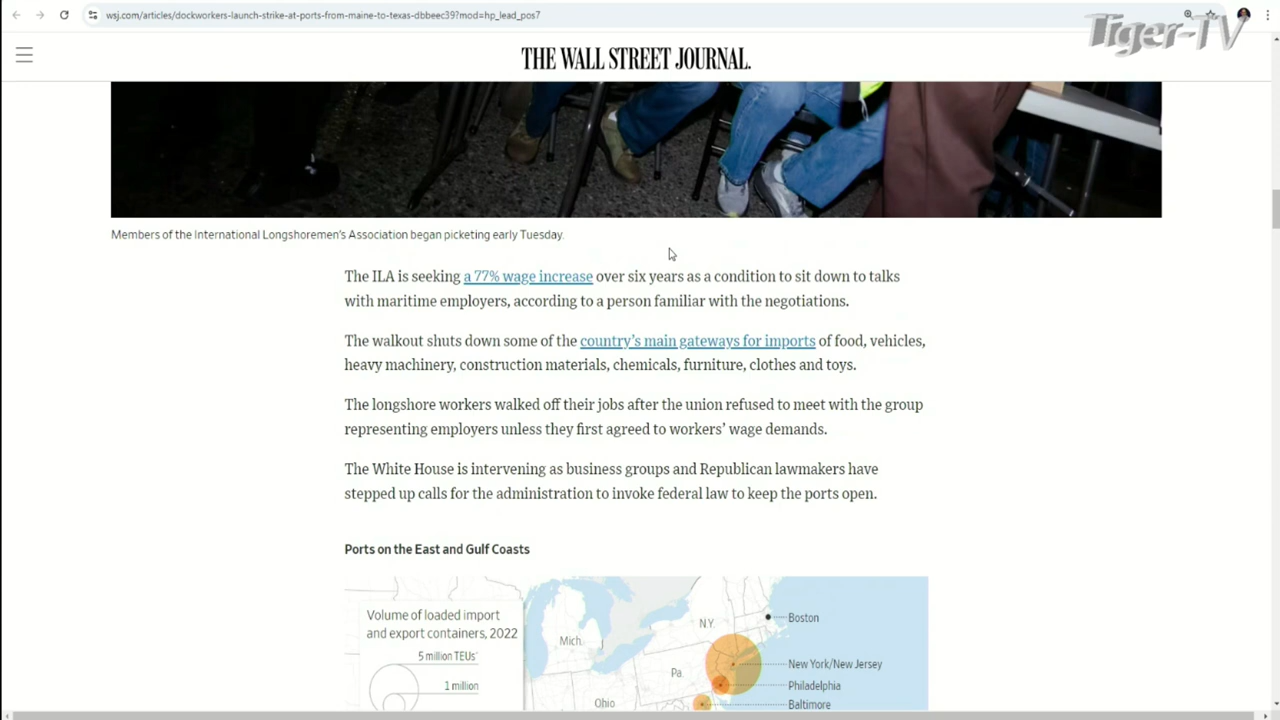 wsj.com/articles/dockworkers-launch-strike-at-ports-from-maine-to-texas-dbbeec39?mod=hp_lead_pos7
Tiger-TV
THE WALL STREET JOURNAL.
Members of the International Longshoremen's Association began picketing early Tuesday.
The ILA is seeking a 77% wage increase over six years as a condition to sit down to talks
with maritime employers, according to a person familiar with the negotiations.
The walkout shuts down some of the country's main gateways for imports of food, vehicles,
heavy machinery, construction materials, chemicals, furniture, clothes and toys.
The longshore workers walked off their jobs after the union refused to meet with the group
representing employers unless they first agreed to workers' wage demands.
The White House is intervening as business groups and Republican lawmakers have
stepped up calls for the administration to invoke federal law to keep the ports open.
Ports on the East and Gulf Coasts
Volume of loaded import
and export containers, 2022
5 million TEUs*
1 million
Mich.
N.Y.
Boston
Pa.
New York/New Jersey
Philadelphia
Ohio
Baltimore